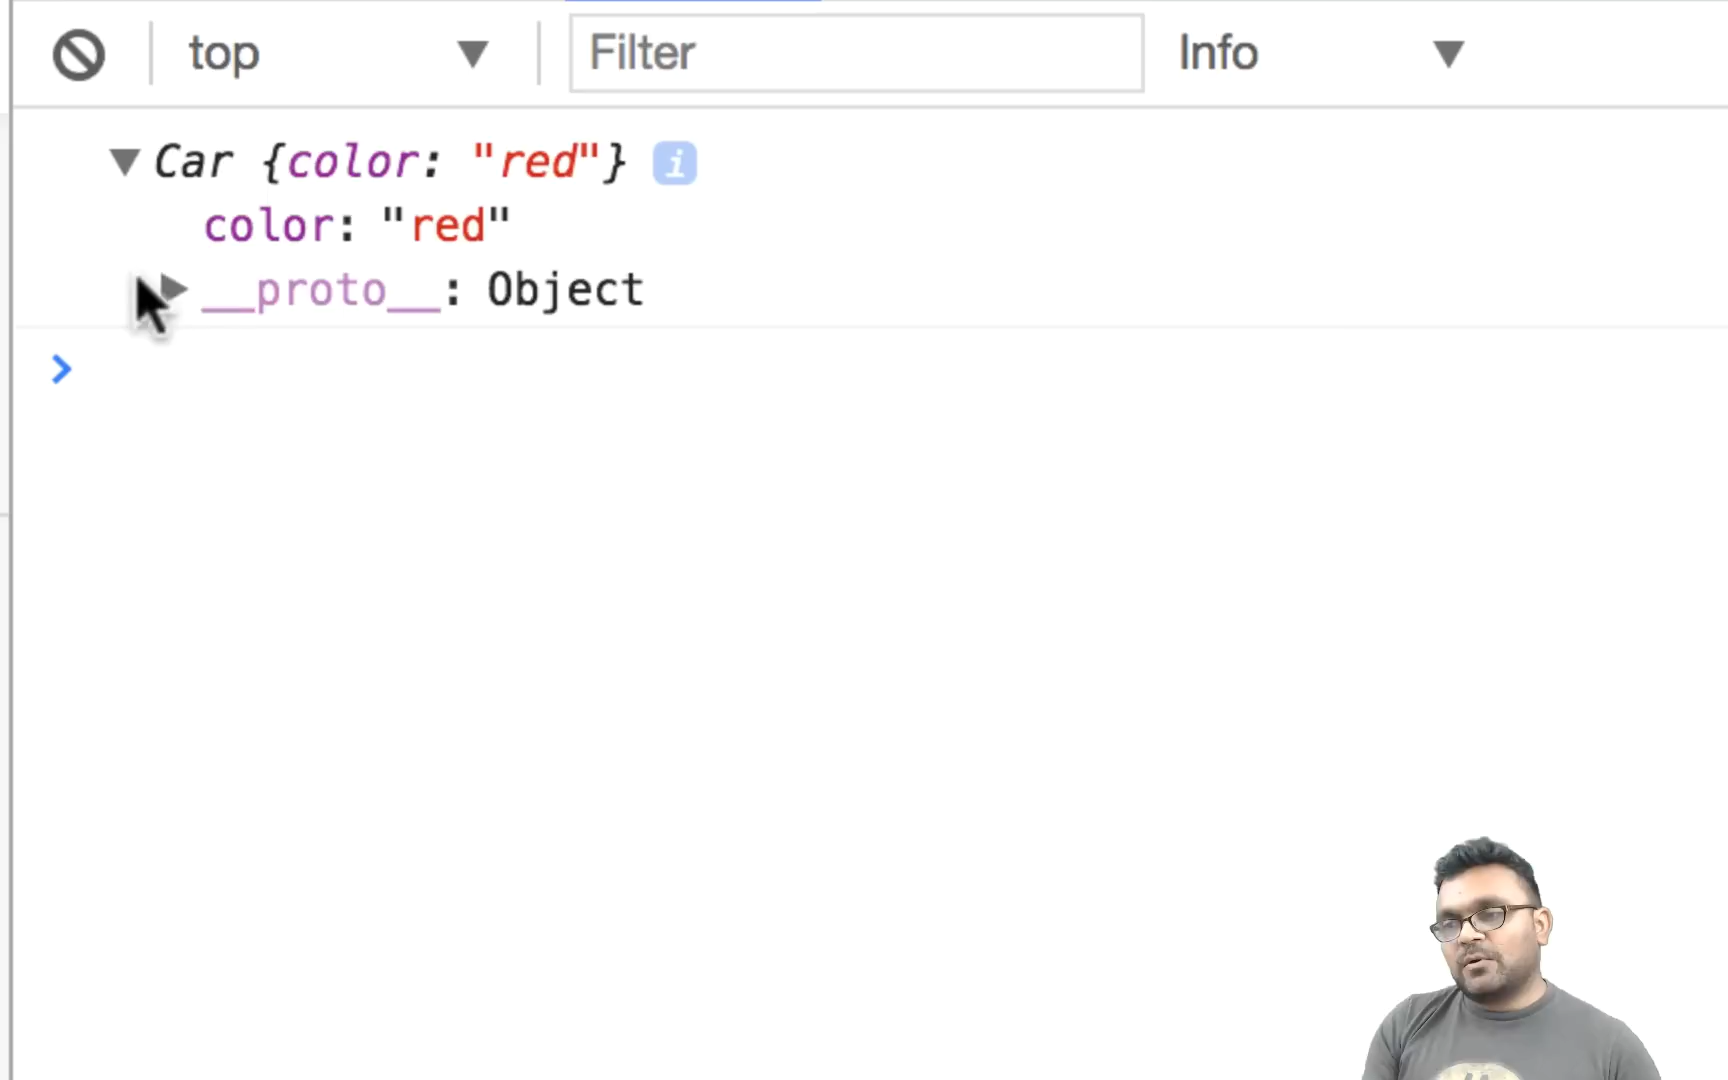 top Filter Info
Car {color: "red"} i
color: "red"
__proto__: Object